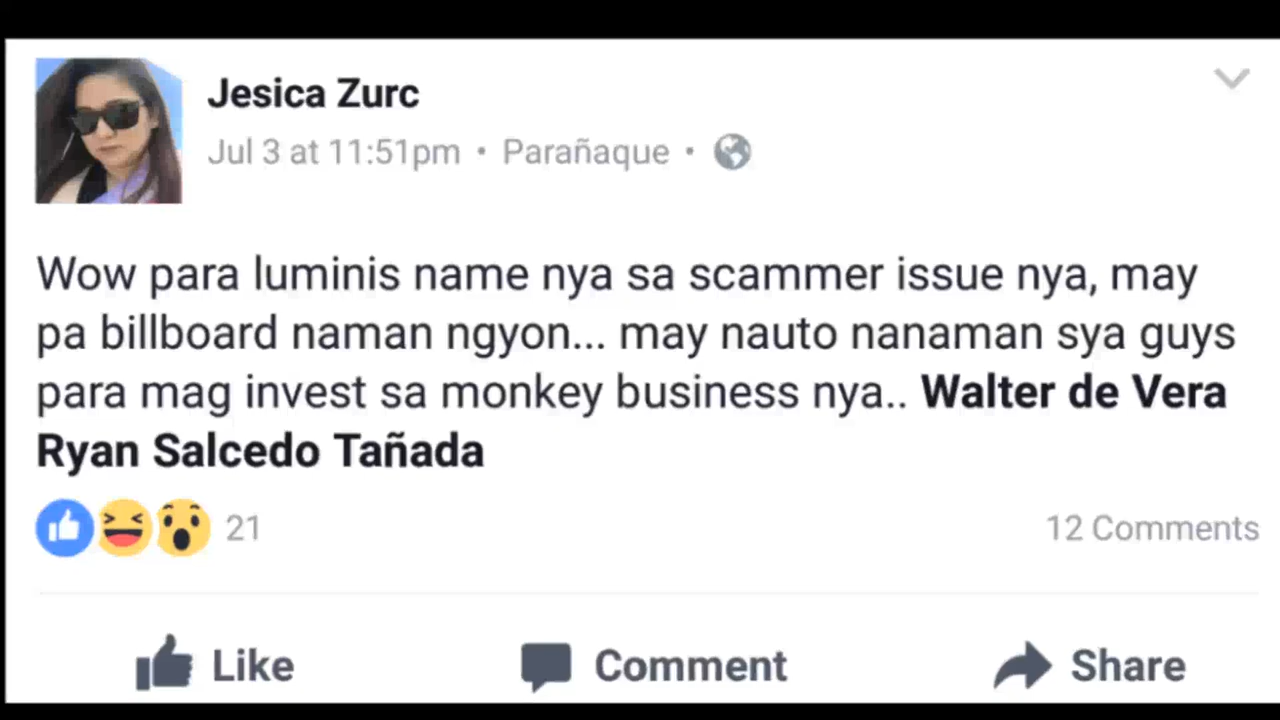 Jesica Zurc
Jul 3 at 11:51pm • Parañaque •
Wow para luminis name nya sa scammer issue nya, may
pa billboard naman ngyon... may nauto nanaman sya guys
para mag invest sa monkey business nya.. Walter de Vera
Ryan Salcedo Tañada
21 12 Comments
Like Comment Share